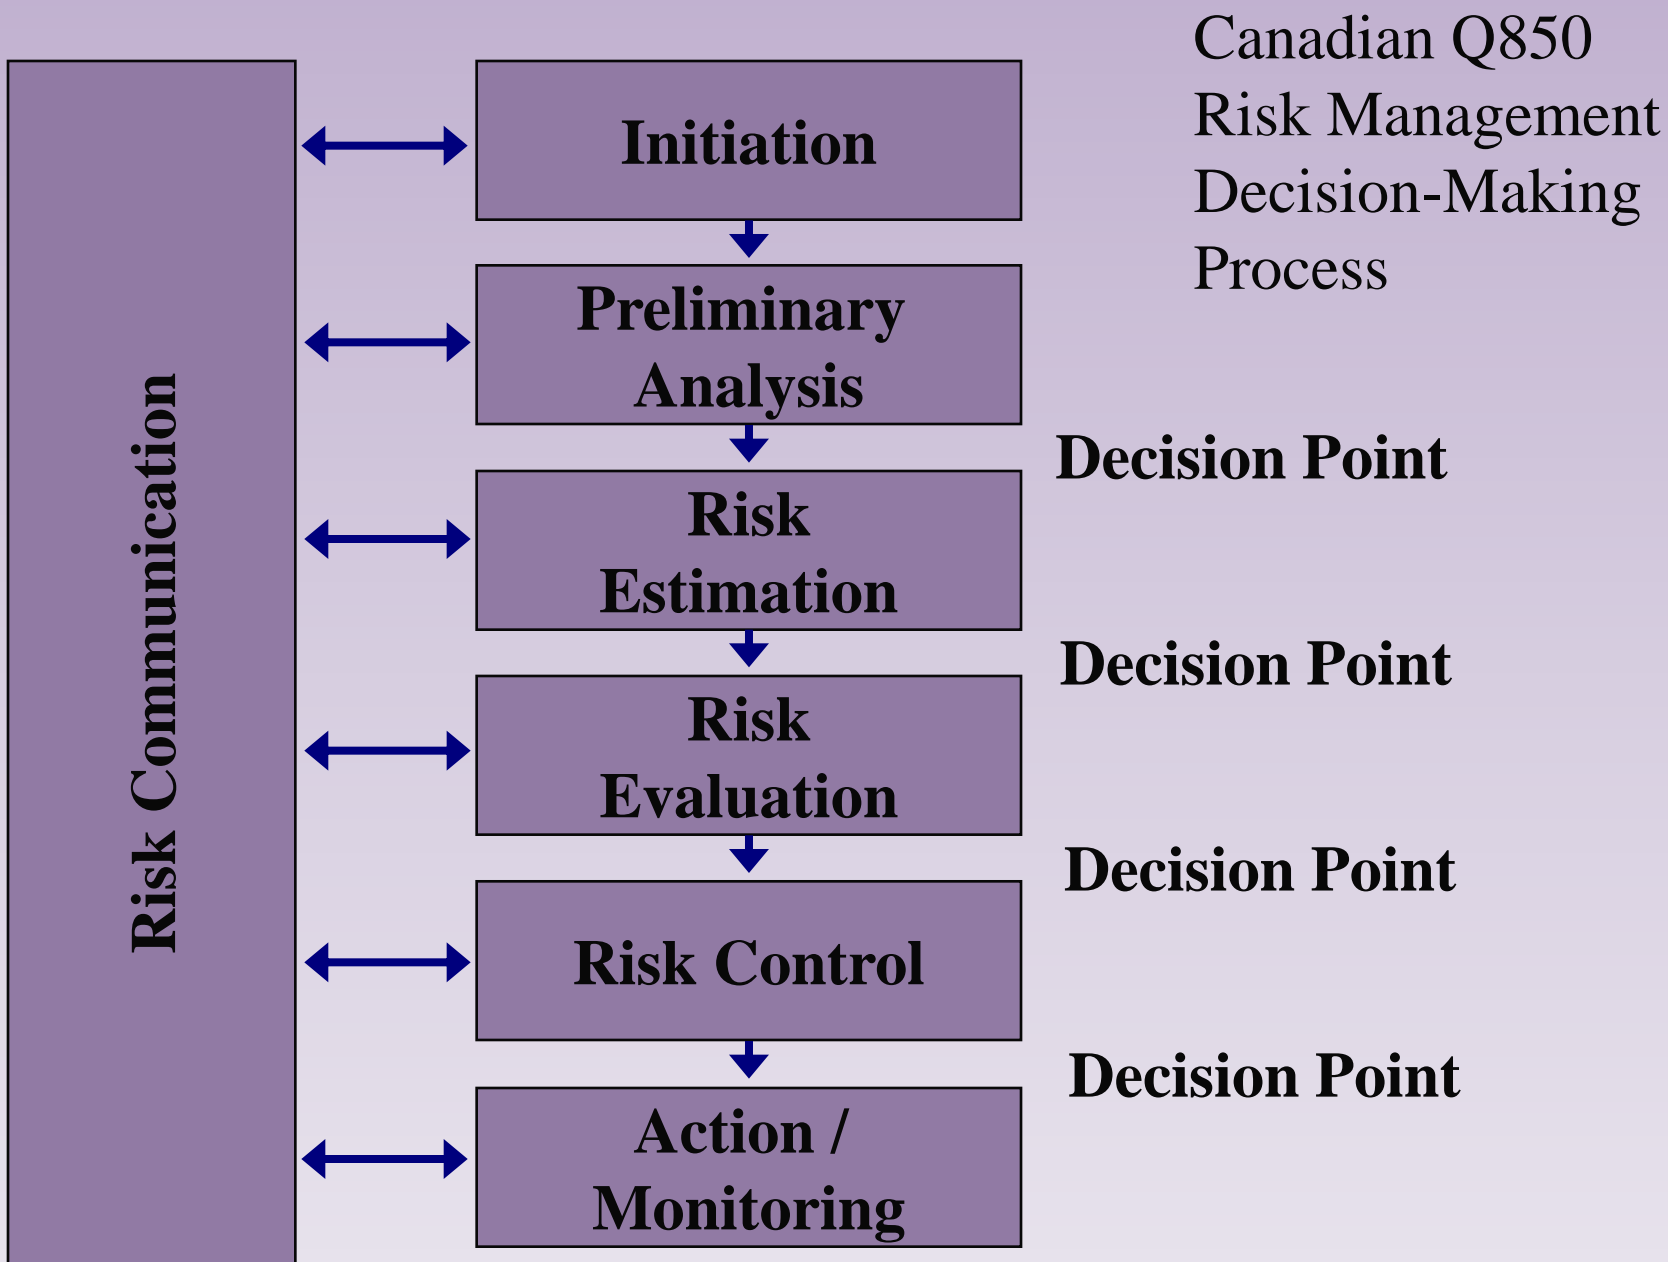 Canadian Q850
Risk Management
Decision-Making
Process
Risk Communication
Initiation
Preliminary
Analysis
Decision Point
Risk
Estimation
Decision Point
Risk
Evaluation
Decision Point
Risk Control
Decision Point
Action /
Monitoring